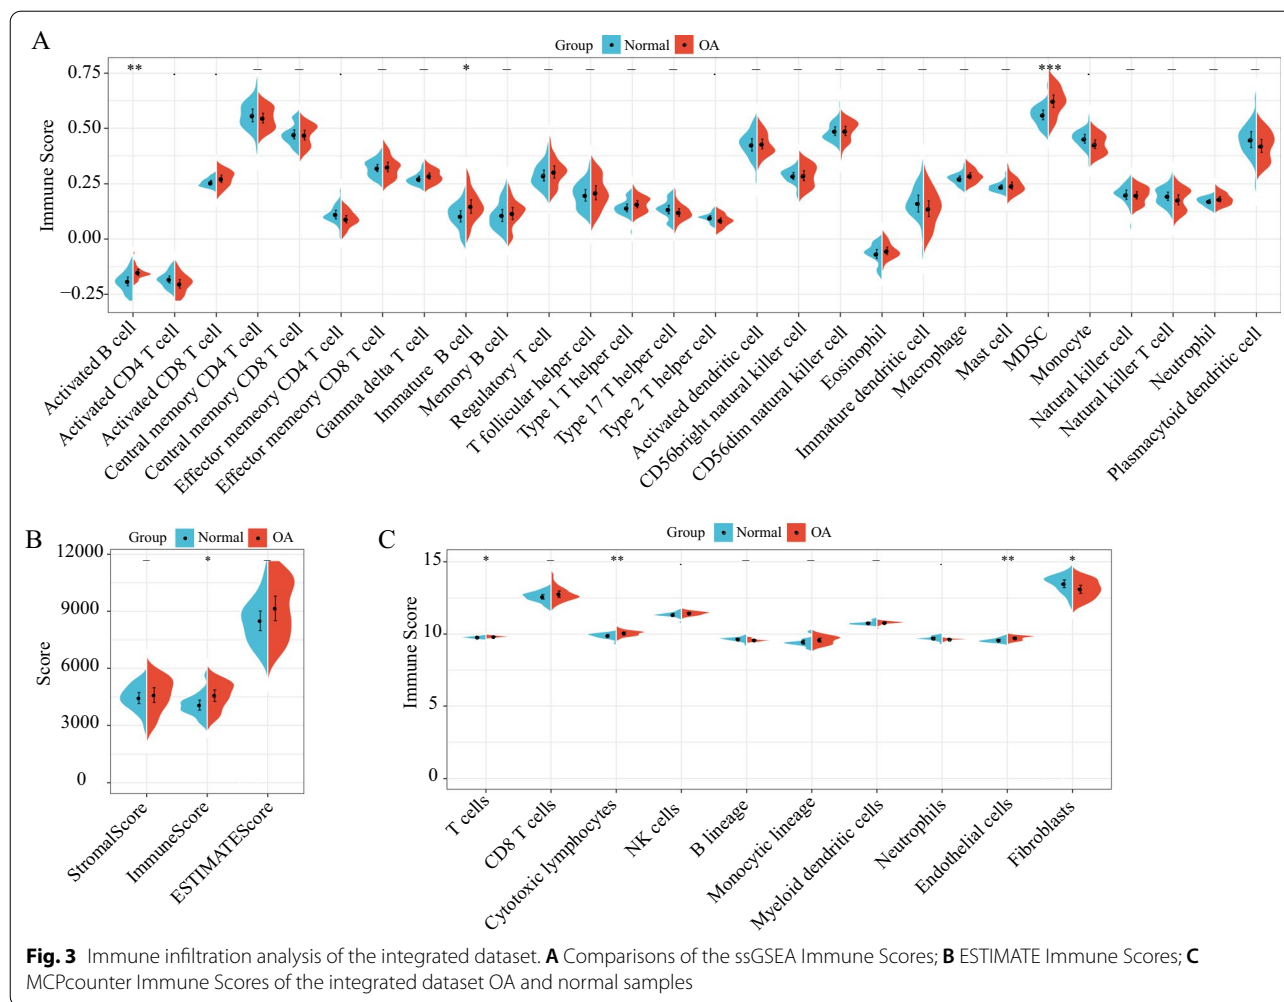 A
Group Normal OA
** . . — — . — — * — — — — — . — — — — — — — *** . — — — —
Immune Score
0.75
0.50
0.25
0.00
−0.25
Activated B cell
Activated CD4 T cell
Activated CD8 T cell
Central memory CD4 T cell
Central memory CD8 T cell
Effector memeory CD4 T cell
Effector memeory CD8 T cell
Gamma delta T cell
Immature B cell
Memory B cell
Regulatory T cell
T follicular helper cell
Type 1 T helper cell
Type 17 T helper cell
Type 2 T helper cell
Activated dendritic cell
CD56bright natural killer cell
CD56dim natural killer cell
Eosinophil
Immature dendritic cell
Macrophage
Mast cell
MDSC
Monocyte
Natural killer cell
Natural killer T cell
Neutrophil
Plasmacytoid dendritic cell
B
Group Normal OA
— * —
Score
12000
9000
6000
3000
0
StromalScore
ImmuneScore
ESTIMATEScore
C
Group Normal OA
* — ** . — — — . ** *
Immune Score
15
10
5
0
T cells
CD8 T cells
Cytotoxic lymphocytes
NK cells
B lineage
Monocytic lineage
Myeloid dendritic cells
Neutrophils
Endothelial cells
Fibroblasts
Fig. 3 Immune infiltration analysis of the integrated dataset. A Comparisons of the ssGSEA Immune Scores; B ESTIMATE Immune Scores; C
MCPcounter Immune Scores of the integrated dataset OA and normal samples